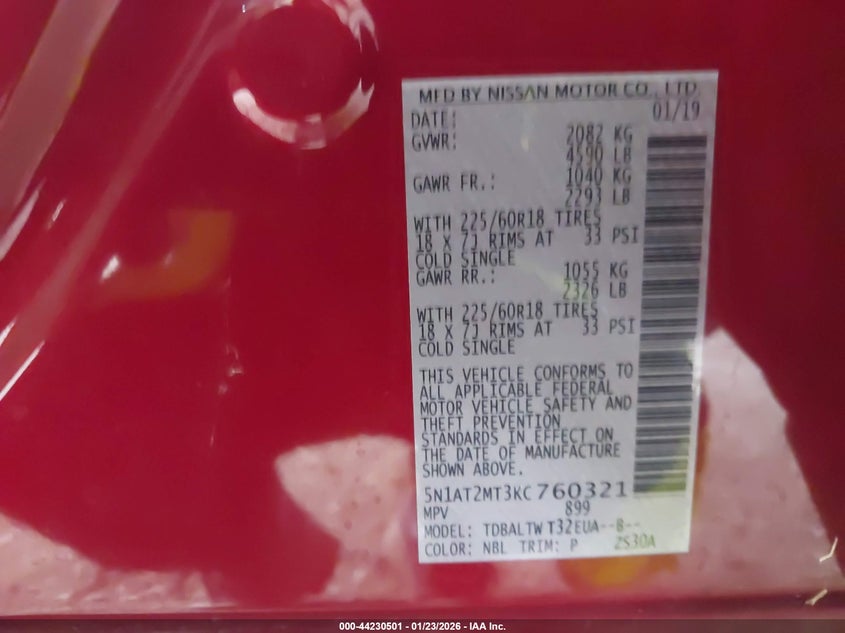 MFD BY NISSAN MOTOR CO., LTD.
DATE: 01/19
GVWR: 2082 KG
4590 LB
GAWR FR.: 1040 KG
2293 LB
WITH 225/60R18 TIRES
18 X 7J RIMS AT 33 PSI
COLD SINGLE
GAWR RR.: 1055 KG
2326 LB
WITH 225/60R18 TIRES
18 X 7J RIMS AT 33 PSI
COLD SINGLE
THIS VEHICLE CONFORMS TO
ALL APPLICABLE FEDERAL
MOTOR VEHICLE SAFETY AND
THEFT PREVENTION
STANDARDS IN EFFECT ON
THE DATE OF MANUFACTURE
SHOWN ABOVE.
5N1AT2MT3KC760321
MPV 899
MODEL: TDBALTW T32EUA--B--
COLOR: NBL TRIM: P 2S30A
000-44230501 - 01/23/2026 - IAA Inc.